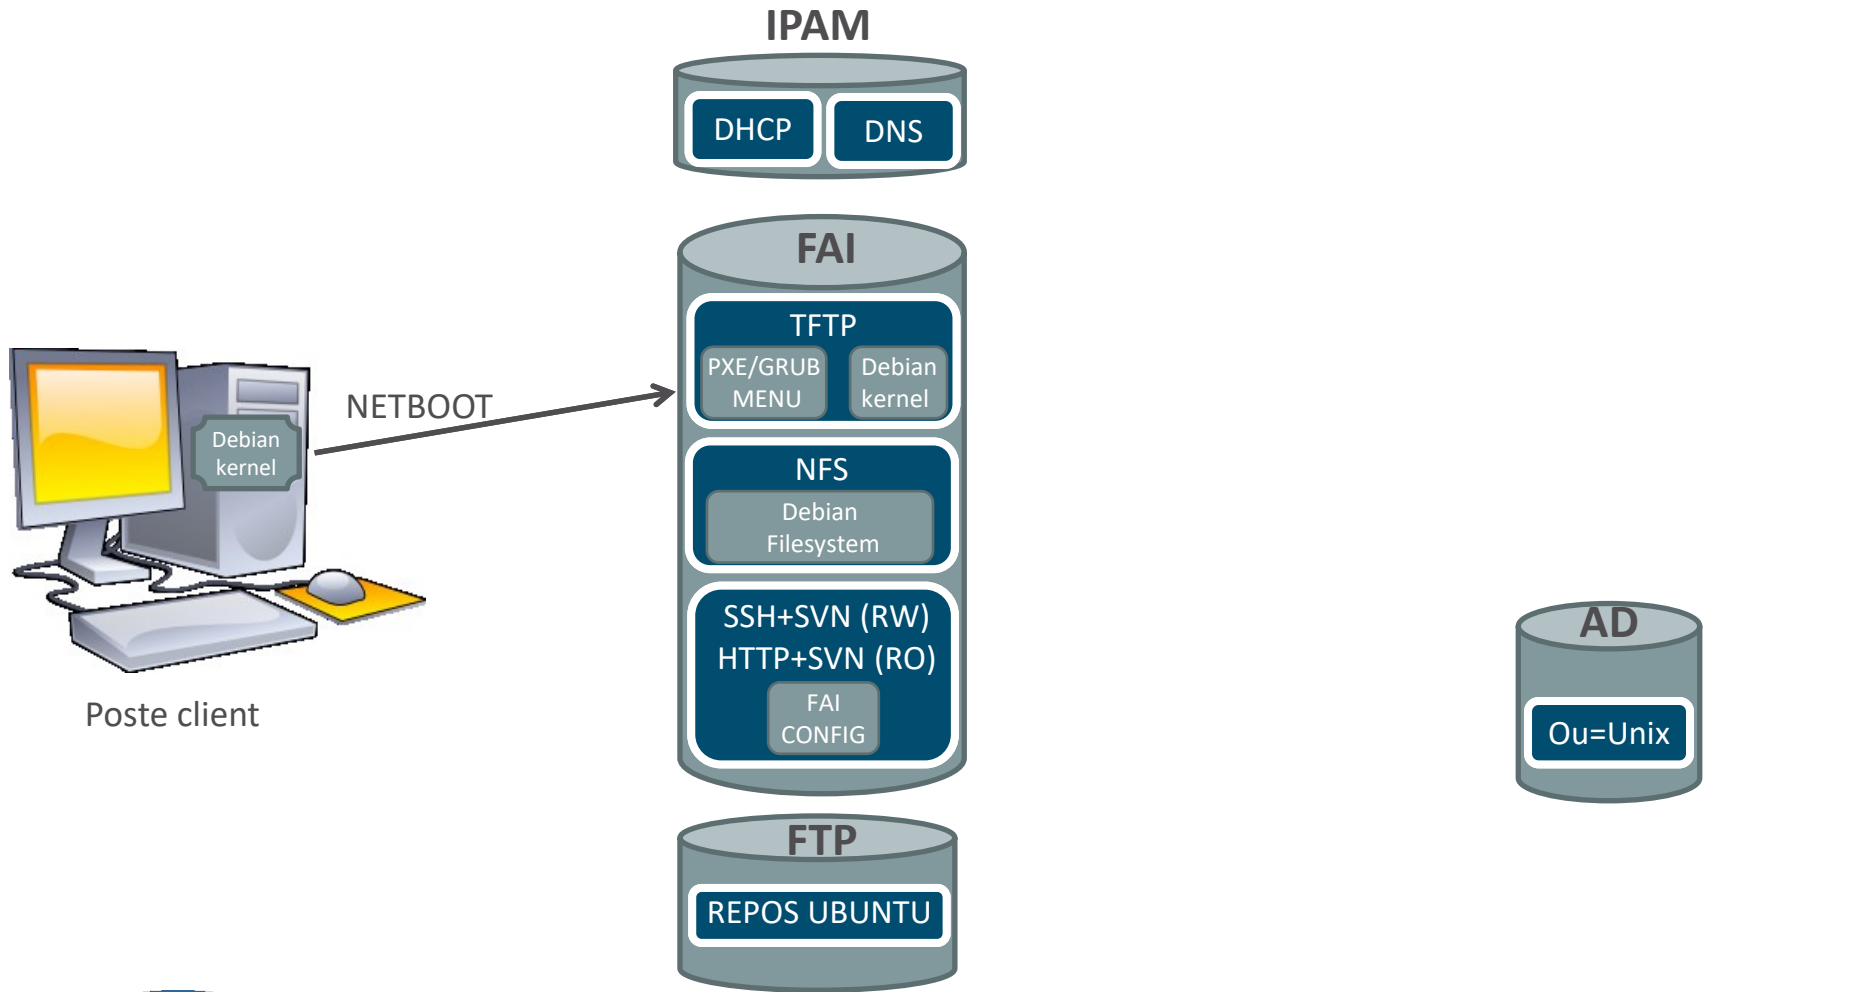 IPAM
DHCP
DNS
FAI
TFTP
PXE/GRUB
MENU
Debian
kernel
NETBOOT
Debian
kernel
NFS
Debian
Filesystem
SSH+SVN (RW)
HTTP+SVN (RO)
FAI
CONFIG
Poste client
AD
Ou=Unix
FTP
REPOS UBUNTU